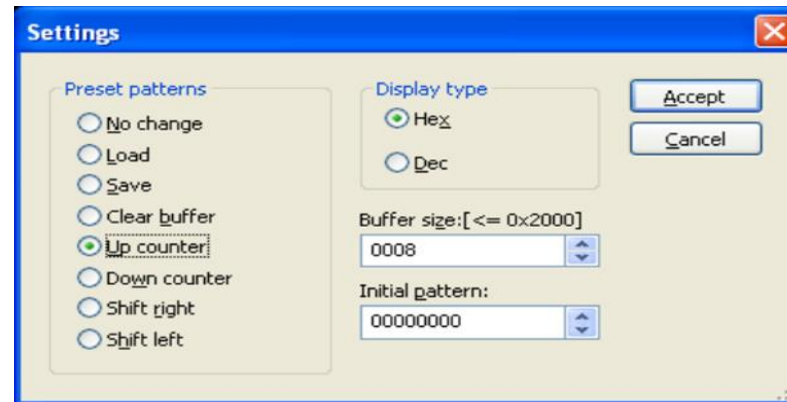 Settings
Preset patterns
No change
Load
Save
Clear buffer
Up counter
Down counter
Shift right
Shift left
Display type
Hex
Dec
Buffer size:[<= 0x2000]
0008
Initial pattern:
00000000
Accept
Cancel